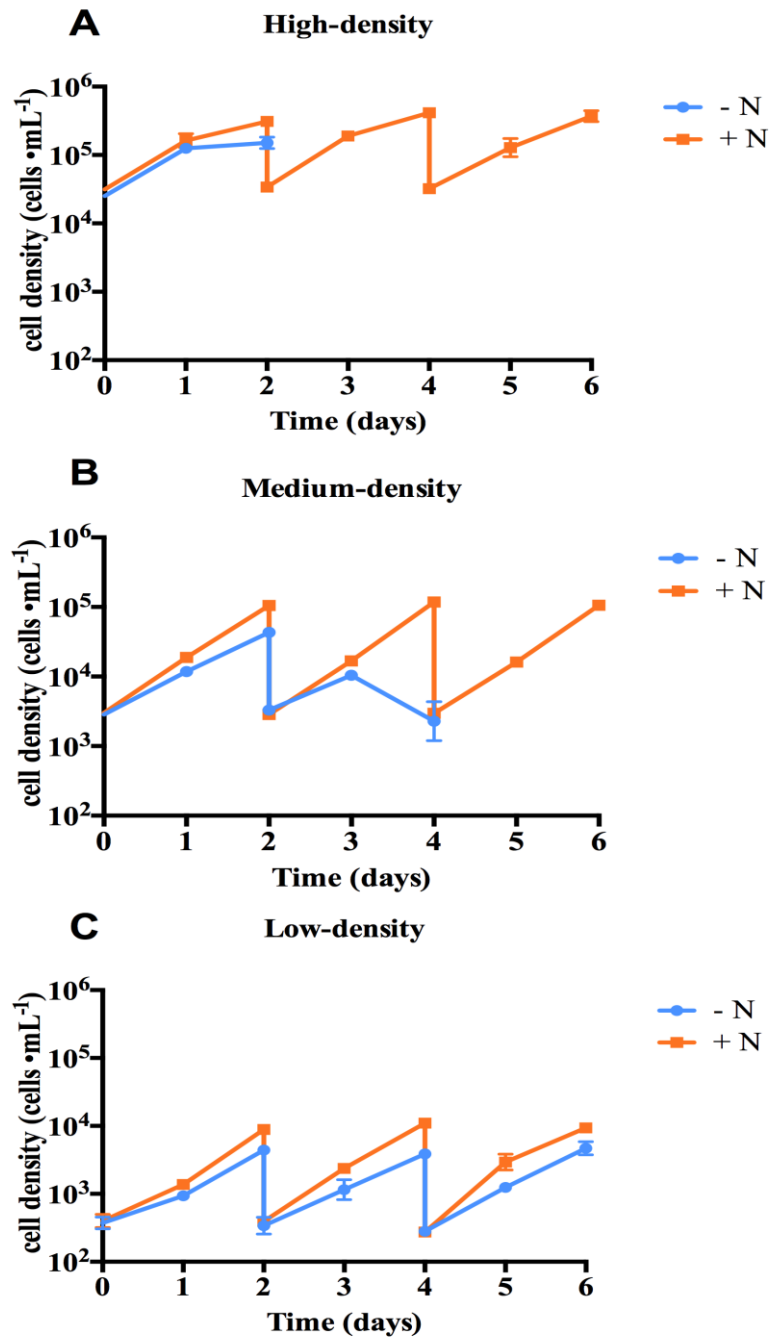 A
High-density
cell density (cells •mL⁻¹)
10⁶
10⁵
10⁴
10³
10²
0 1 2 3 4 5 6
Time (days)
- N
+ N
B
Medium-density
cell density (cells •mL⁻¹)
10⁶
10⁵
10⁴
10³
10²
0 1 2 3 4 5 6
Time (days)
- N
+ N
C
Low-density
cell density (cells •mL⁻¹)
10⁶
10⁵
10⁴
10³
10²
0 1 2 3 4 5 6
Time (days)
- N
+ N